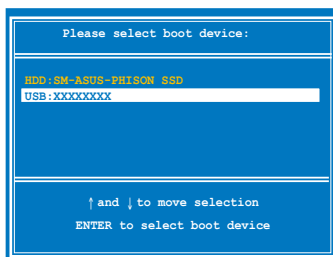 Please select boot device:
HDD:SM-ASUS-PHISON SSD
USB:XXXXXXXX
↑ and ↓ to move selection
ENTER to select boot device